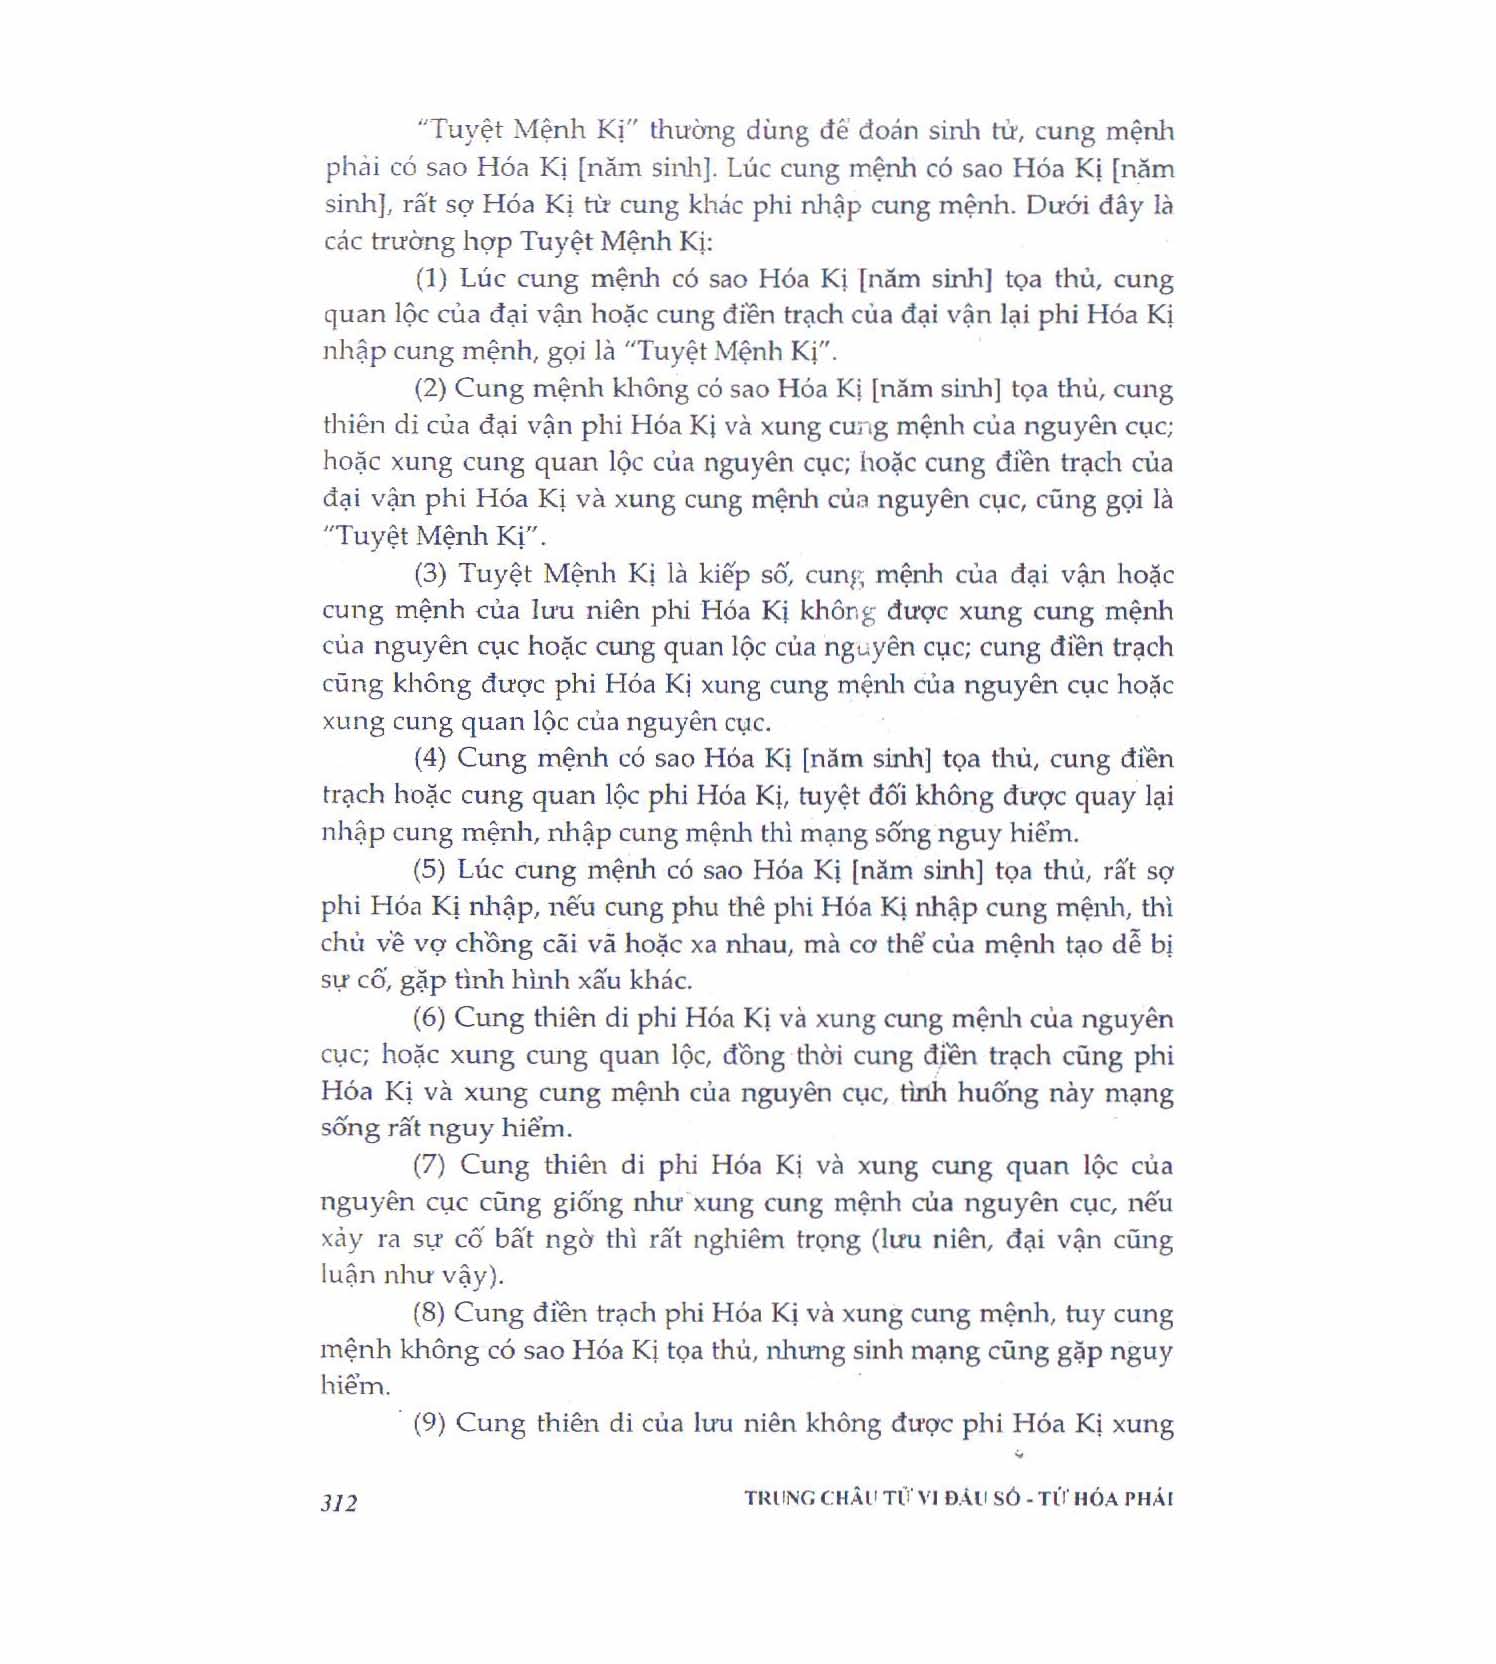 "Tuyệt Mệnh Kị" thường dùng để đoán sinh tử, cung mệnh
phải có sao Hóa Kị [năm sinh]. Lúc cung mệnh có sao Hóa Kị [năm
sinh], rất sợ Hóa Kị từ cung khác phi nhập cung mệnh. Dưới đây là
các trường hợp Tuyệt Mệnh Kị:
(1) Lúc cung mệnh có sao Hóa Kị [năm sinh] tọa thủ, cung
quan lộc của đại vận hoặc cung điền trạch của đại vận lại phi Hóa Kị
nhập cung mệnh, gọi là "Tuyệt Mệnh Kị".
(2) Cung mệnh không có sao Hóa Kị [năm sinh] tọa thủ, cung
thiên di của đại vận phi Hóa Kị và xung cung mệnh của nguyên cục;
hoặc xung cung quan lộc của nguyên cục; hoặc cung điền trạch của
đại vận phi Hóa Kị và xung cung mệnh của nguyên cục, cũng gọi là
"Tuyệt Mệnh Kị".
(3) Tuyệt Mệnh Kị là kiếp số, cung mệnh của đại vận hoặc
cung mệnh của lưu niên phi Hóa Kị không được xung cung mệnh
của nguyên cục hoặc cung quan lộc của nguyên cục; cung điền trạch
cũng không được phi Hóa Kị xung cung mệnh của nguyên cục hoặc
xung cung quan lộc của nguyên cục.
(4) Cung mệnh có sao Hóa Kị [năm sinh] tọa thủ, cung điền
trạch hoặc cung quan lộc phi Hóa Kị, tuyệt đối không được quay lại
nhập cung mệnh, nhập cung mệnh thì mạng sống nguy hiểm.
(5) Lúc cung mệnh có sao Hóa Kị [năm sinh] tọa thủ, rất sợ
phi Hóa Kị nhập, nếu cung phu thê phi Hóa Kị nhập cung mệnh, thì
chủ về vợ chồng cãi vã hoặc xa nhau, mà cơ thể của mệnh tạo dễ bị
sự cố, gặp tình hình xấu khác.
(6) Cung thiên di phi Hóa Kị và xung cung mệnh của nguyên
cục; hoặc xung cung quan lộc, đồng thời cung điền trạch cũng phi
Hóa Kị và xung cung mệnh của nguyên cục, tình huống này mạng
sống rất nguy hiểm.
(7) Cung thiên di phi Hóa Kị và xung cung quan lộc của
nguyên cục cũng giống như xung cung mệnh của nguyên cục, nếu
xảy ra sự cố bất ngờ thì rất nghiêm trọng (lưu niên, đại vận cũng
luận như vậy).
(8) Cung điền trạch phi Hóa Kị và xung cung mệnh, tuy cung
mệnh không có sao Hóa Kị tọa thủ, nhưng sinh mạng cũng gặp nguy
hiểm.
(9) Cung thiên di của lưu niên không được phi Hóa Kị xung
312 TRUNG CHÂU TỬ VI ĐẨU SỐ - TỨ HÓA PHÁI